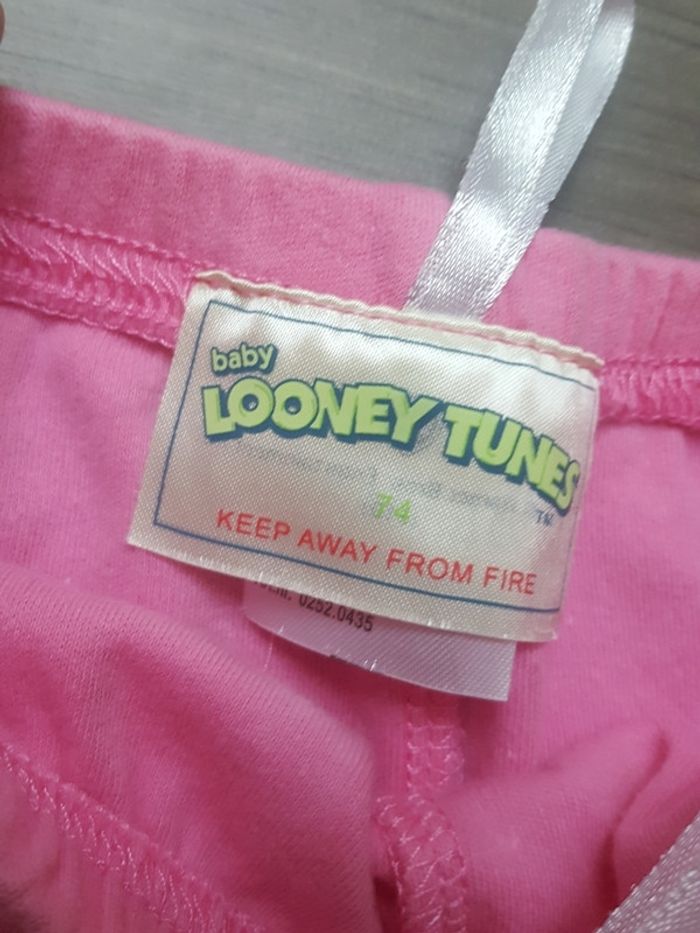 baby
LOONEY TUNES
TM
74
KEEP AWAY FROM FIRE
0252.0435